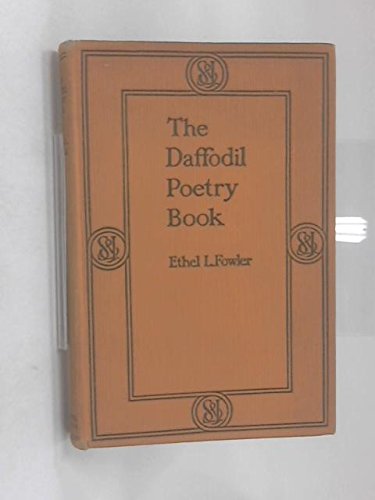 The
Daffodil
Poetry
Book
Ethel L. Fowler